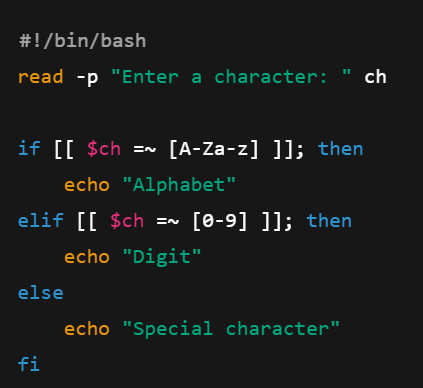 #!/bin/bash
read -p "Enter a character: " ch

if [[ $ch =~ [A-Za-z] ]]; then
    echo "Alphabet"
elif [[ $ch =~ [0-9] ]]; then
    echo "Digit"
else
    echo "Special character"
fi